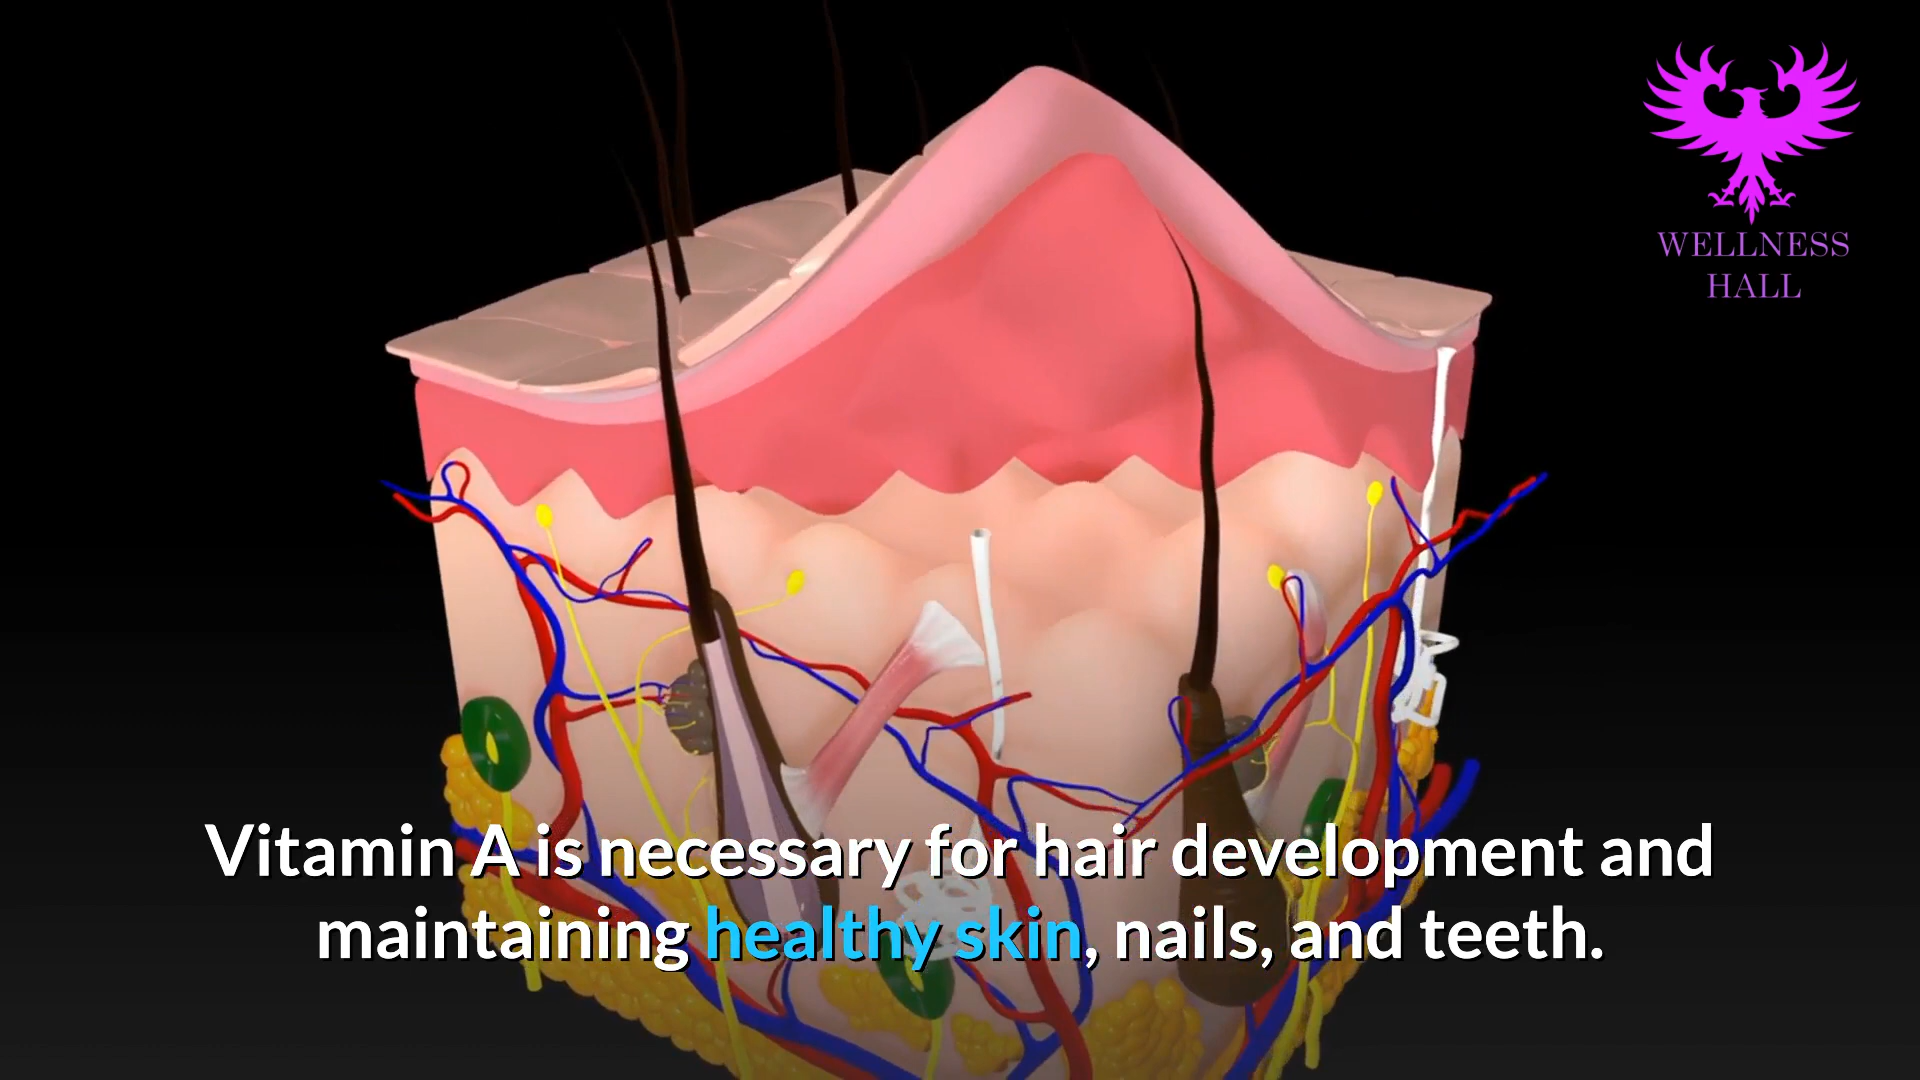 WELLNESS
HALL
Vitamin A is necessary for hair development and
maintaining healthy skin, nails, and teeth.